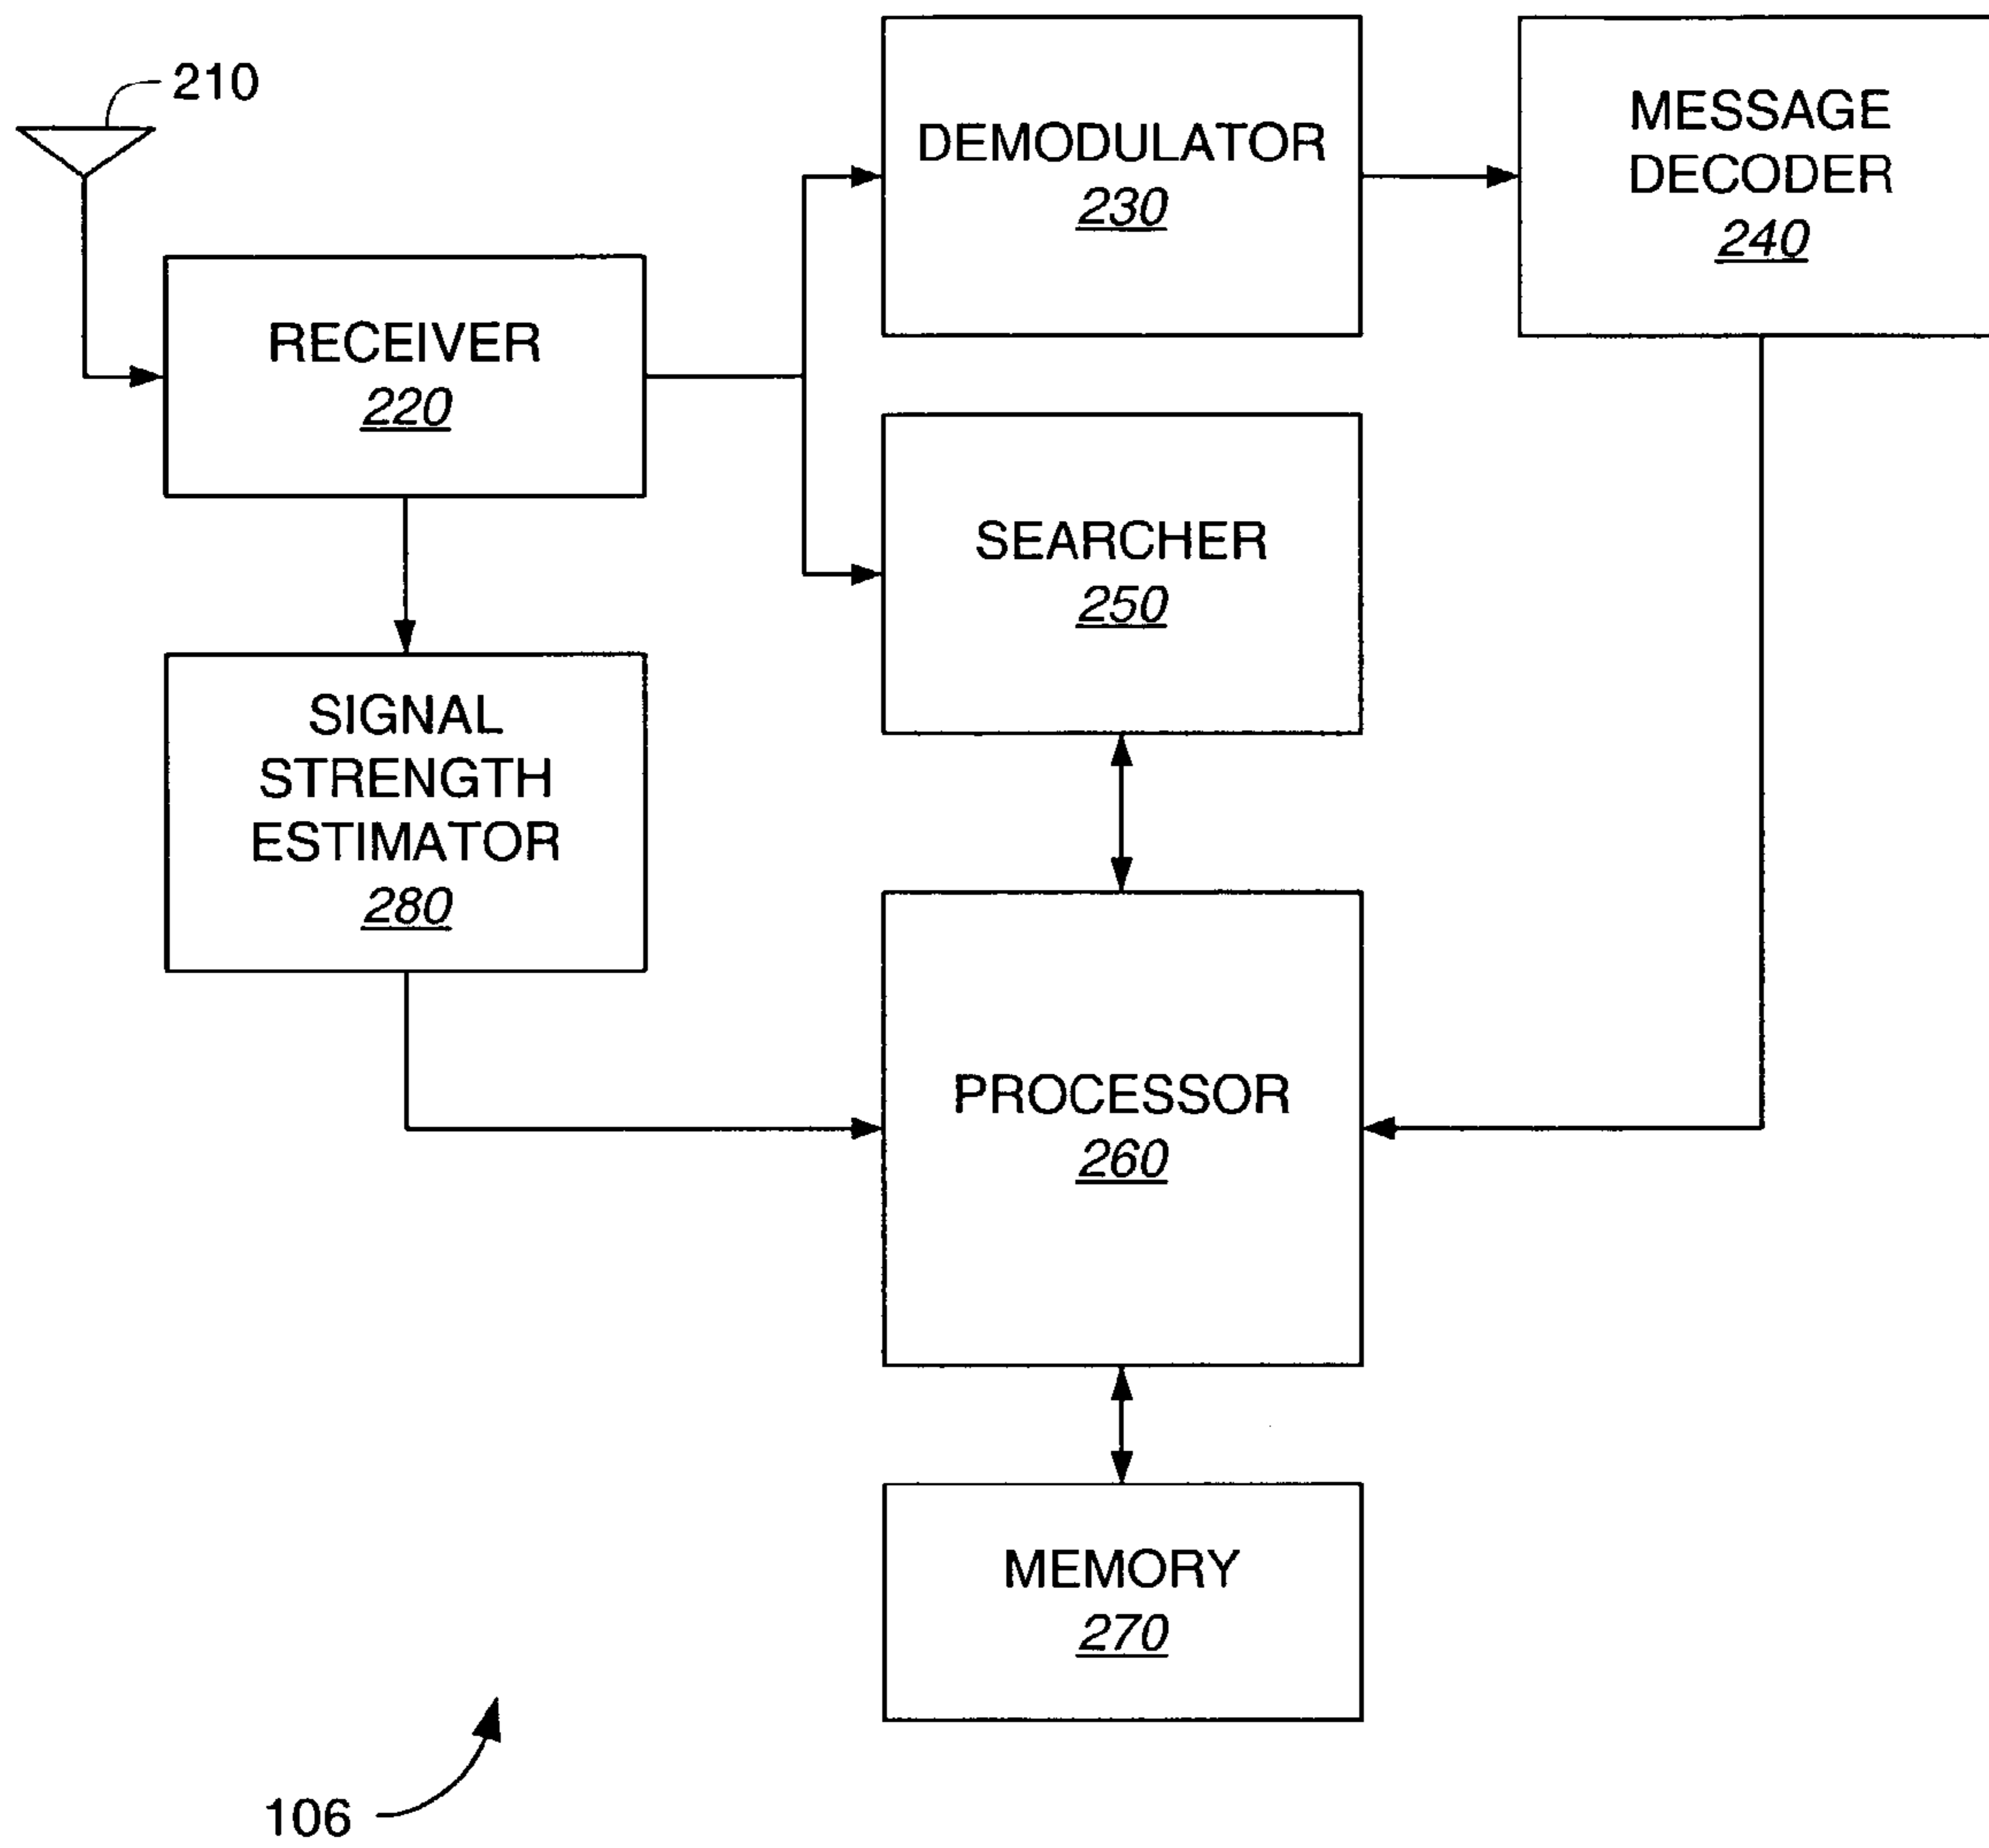 210
DEMODULATOR
230
MESSAGE
DECODER
240
RECEIVER
220
SEARCHER
250
SIGNAL
STRENGTH
ESTIMATOR
280
PROCESSOR
260
MEMORY
270
106